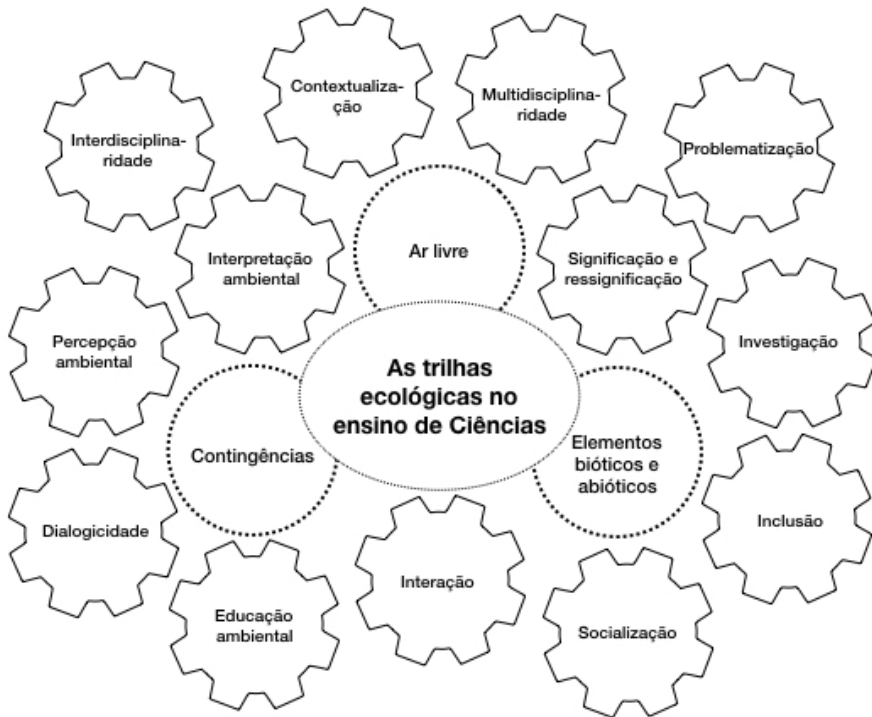 Contextualiza-
ção
Multidisciplina-
ridade
Interdisciplina-
ridade
Problematização
Interpretação
ambiental
Ar livre
Significação e
ressignificação
Percepção
ambiental
Investigação
As trilhas
ecológicas no
ensino de Ciências
Contingências
Elementos
bióticos e
abióticos
Dialogicidade
Inclusão
Interação
Educação
ambiental
Socialização